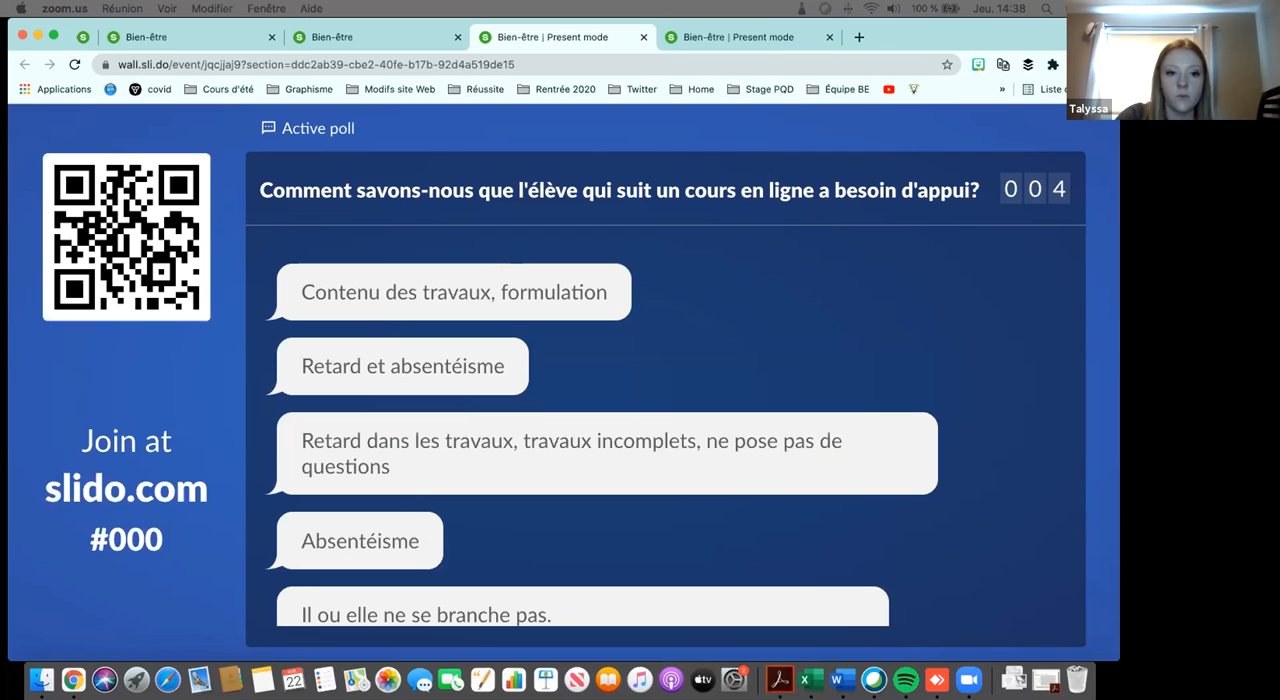 zoom.us Réunion Voir Modifier Fenêtre Aide 100 % Jeu. 14:38
Bien-être Bien-être Bien-être | Present mode Bien-être | Present mode
wall.sli.do/event/jqcjjaj9?section=ddc2ab39-cbe2-40fe-b17b-92d4a519de15
Applications covid Cours d'été Graphisme Modifs site Web Réussite Rentrée 2020 Twitter Home Stage PQD Équipe BE » Liste
Talyssa
Active poll
Comment savons-nous que l'élève qui suit un cours en ligne a besoin d'appui? 004
Contenu des travaux, formulation
Retard et absentéisme
Retard dans les travaux, travaux incomplets, ne pose pas de
questions
Absentéisme
Il ou elle ne se branche pas.
Join at
slido.com
#000
22
tv